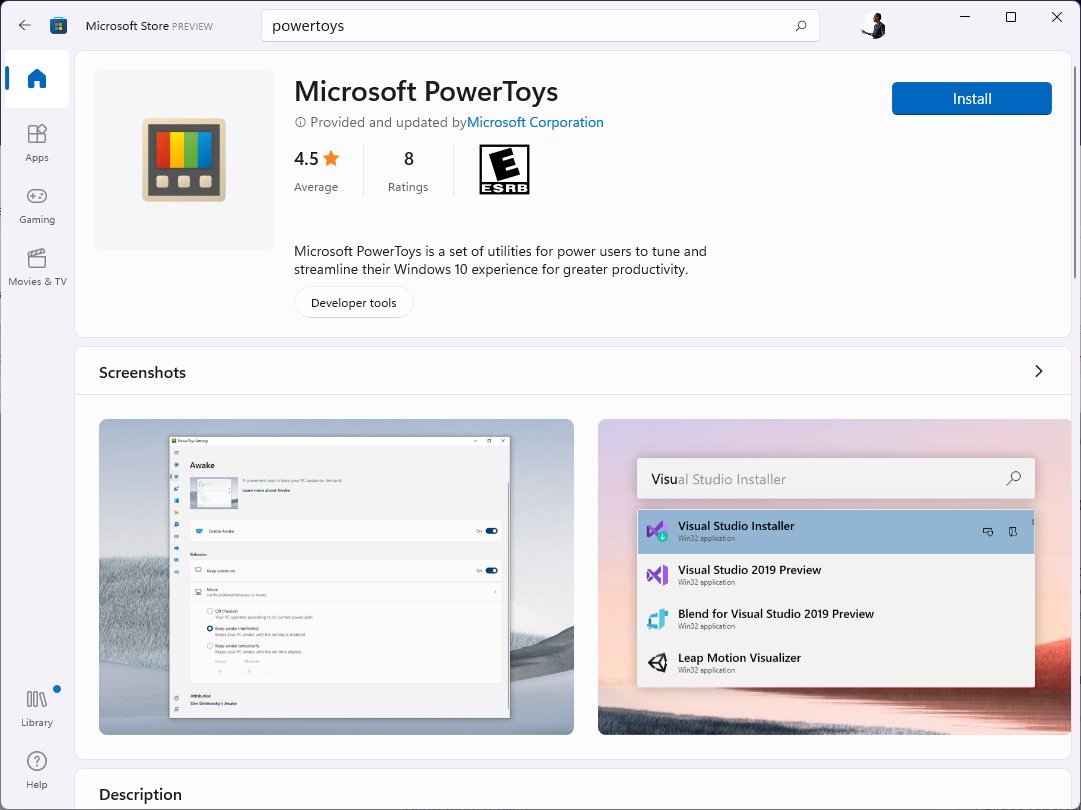 Microsoft Store PREVIEW
powertoys
Apps
Gaming
Movies & TV
Library
Help
Microsoft PowerToys
Provided and updated byMicrosoft Corporation
Install
4.5
Average
8
Ratings
E
ESRB
Microsoft PowerToys is a set of utilities for power users to tune and
streamline their Windows 10 experience for greater productivity.
Developer tools
Screenshots
PowerToys Settings
Awake
A convenient way to keep your PC awake on demand.
Learn more about Awake
Enable Awake
On
Behavior
Keep screen on
On
Mode
Set the preferred behaviour of Awake
Off (Passive)
Your PC operates according to its current power plan
Keep awake indefinitely
Keeps your PC awake until the setting is disabled
Keep awake temporarily
Keeps your PC awake until the set time elapses
Hours
Minutes
0
0
Attribution
Den Delimarsky's Awake
Visual Studio Installer
Visual Studio Installer
Win32 application
Visual Studio 2019 Preview
Win32 application
Blend for Visual Studio 2019 Preview
Win32 application
Leap Motion Visualizer
Win32 application
Description